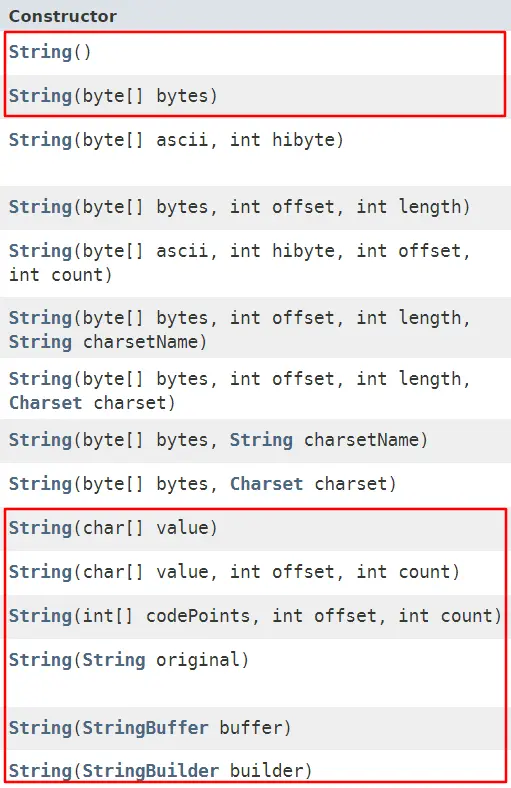 Constructor
String()
String(byte[] bytes)
String(byte[] ascii, int hibyte)
String(byte[] bytes, int offset, int length)
String(byte[] ascii, int hibyte, int offset,
int count)
String(byte[] bytes, int offset, int length,
String charsetName)
String(byte[] bytes, int offset, int length,
Charset charset)
String(byte[] bytes, String charsetName)
String(byte[] bytes, Charset charset)
String(char[] value)
String(char[] value, int offset, int count)
String(int[] codePoints, int offset, int count)
String(String original)
String(StringBuffer buffer)
String(StringBuilder builder)